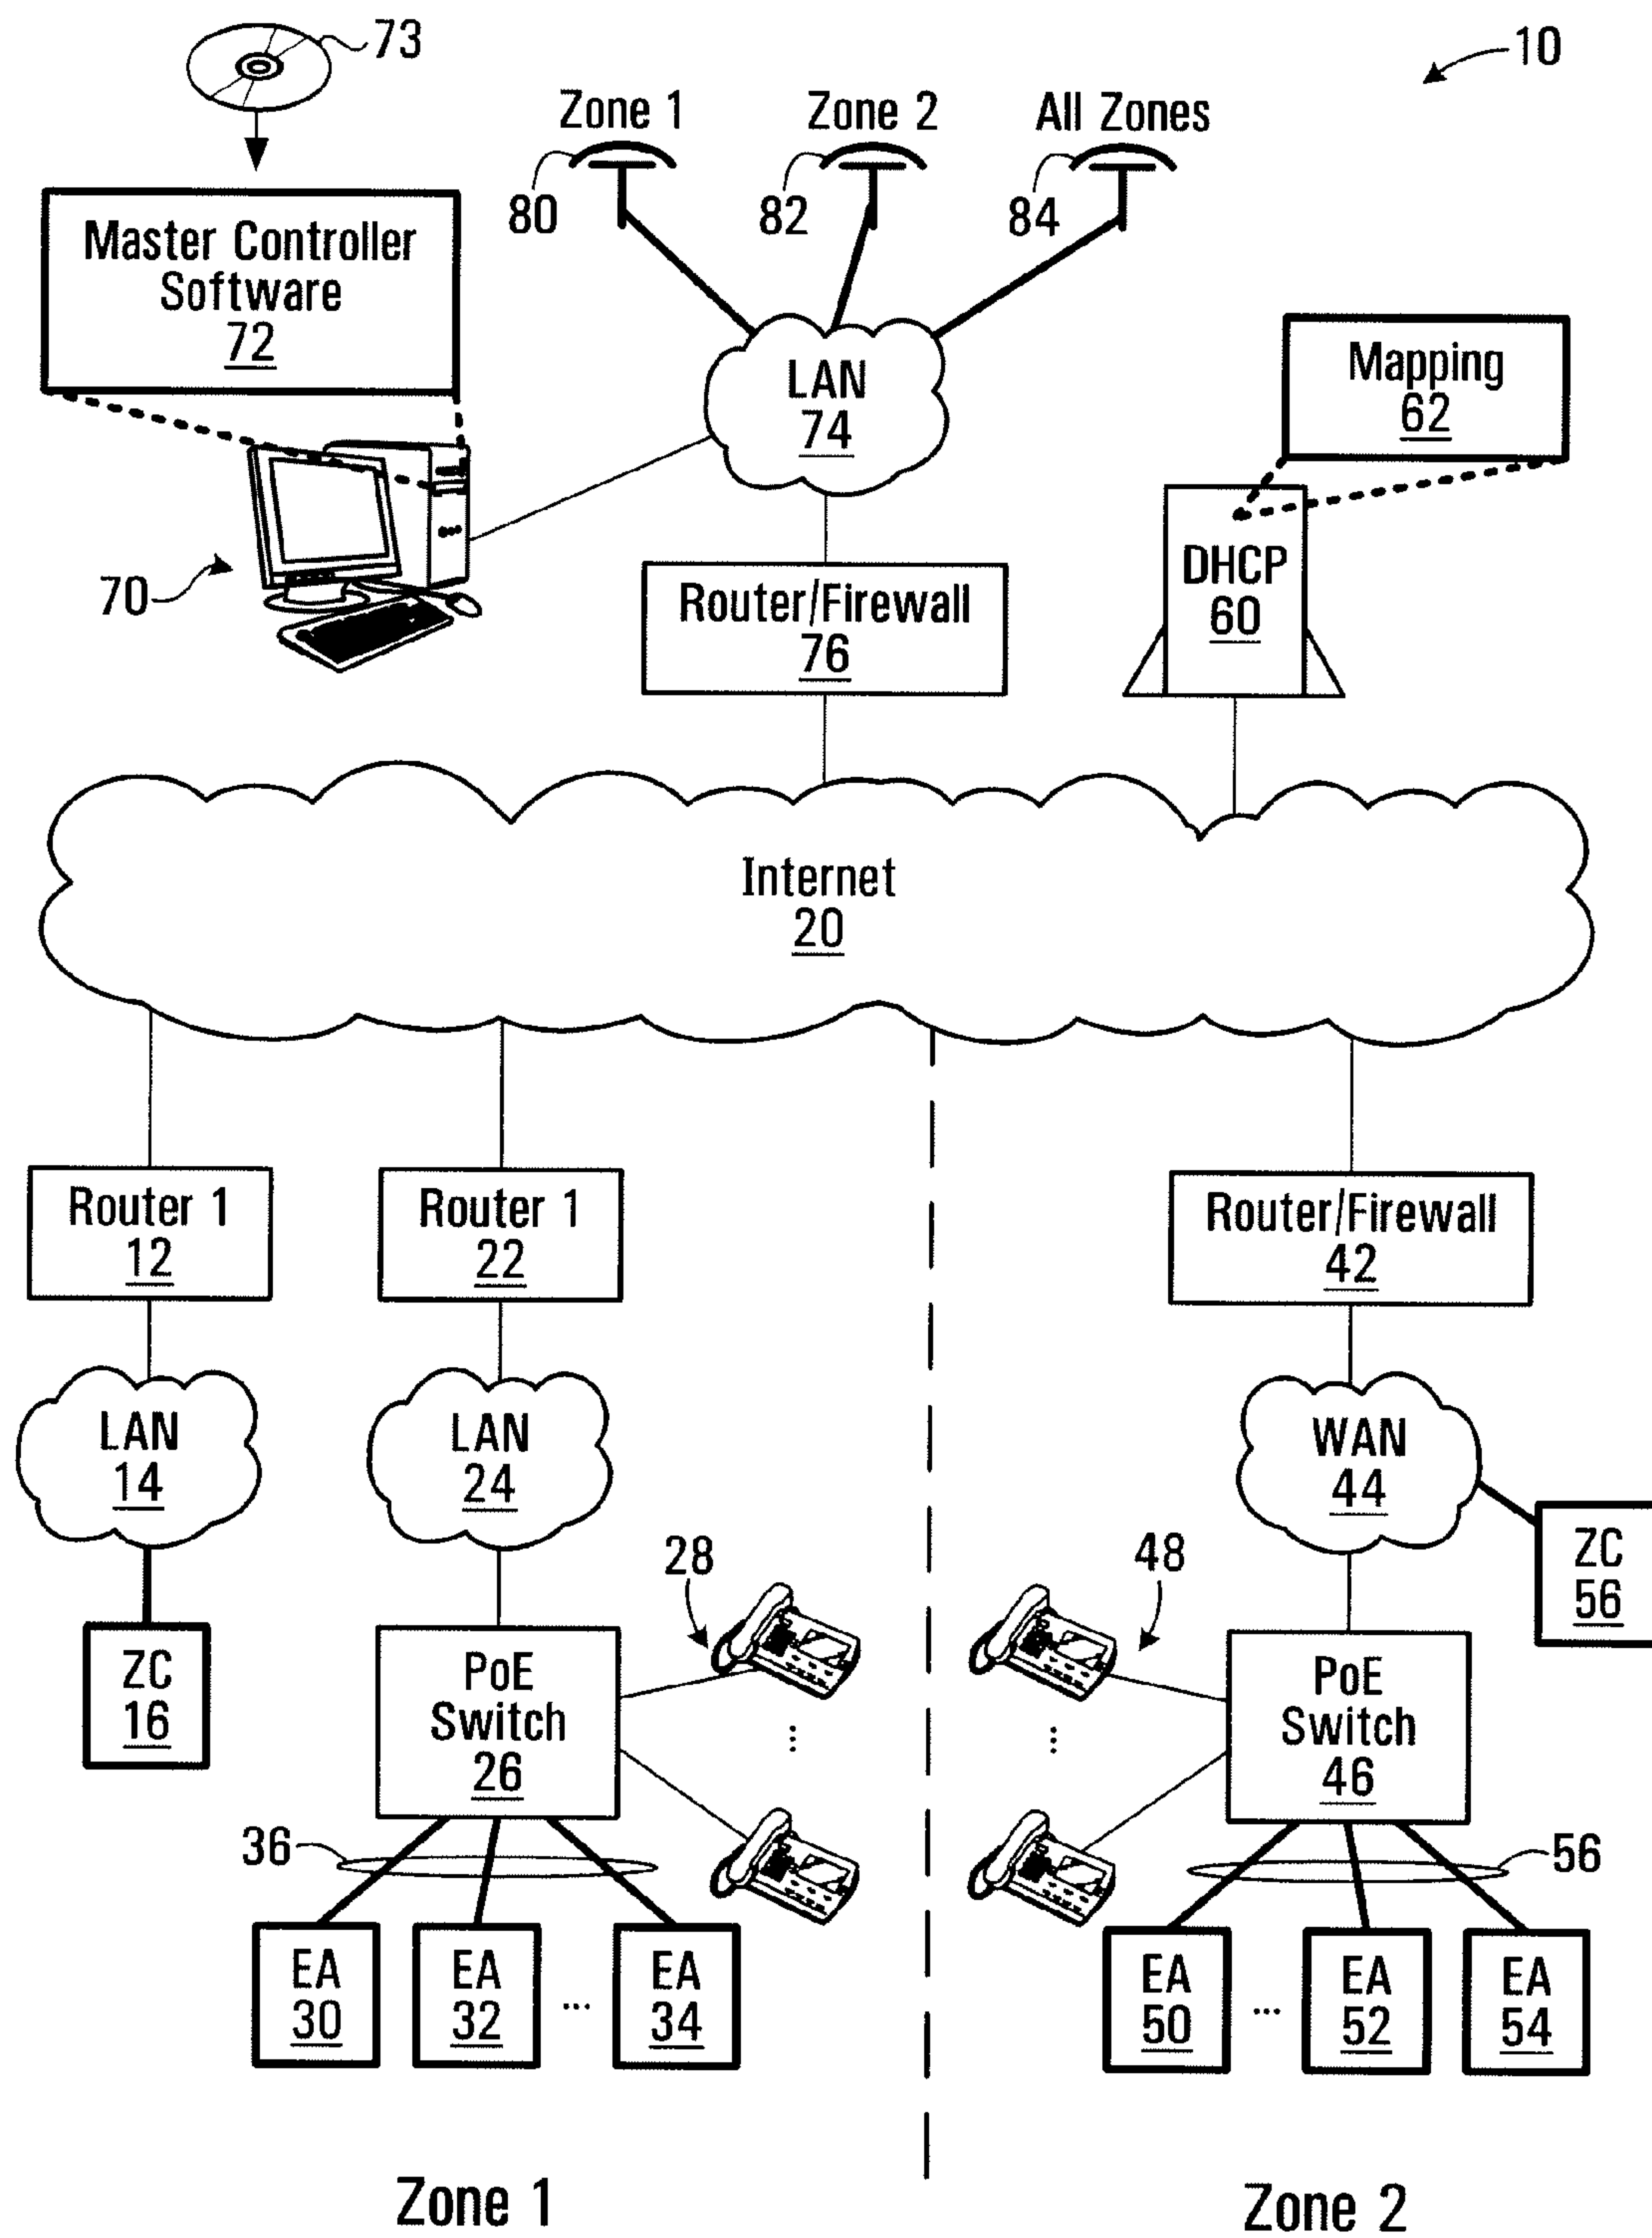 73
10
Zone 1
Zone 2
All Zones
80
82
84
Master Controller
Software
72
LAN
74
Mapping
62
70
Router/Firewall
76
DHCP
60
Internet
20
Router 1
12
Router 1
22
Router/Firewall
42
LAN
14
LAN
24
WAN
44
ZC
56
28
48
ZC
16
PoE
Switch
26
...
...
PoE
Switch
46
36
56
EA
30
EA
32
...
EA
34
EA
50
...
EA
52
EA
54
Zone 1
Zone 2